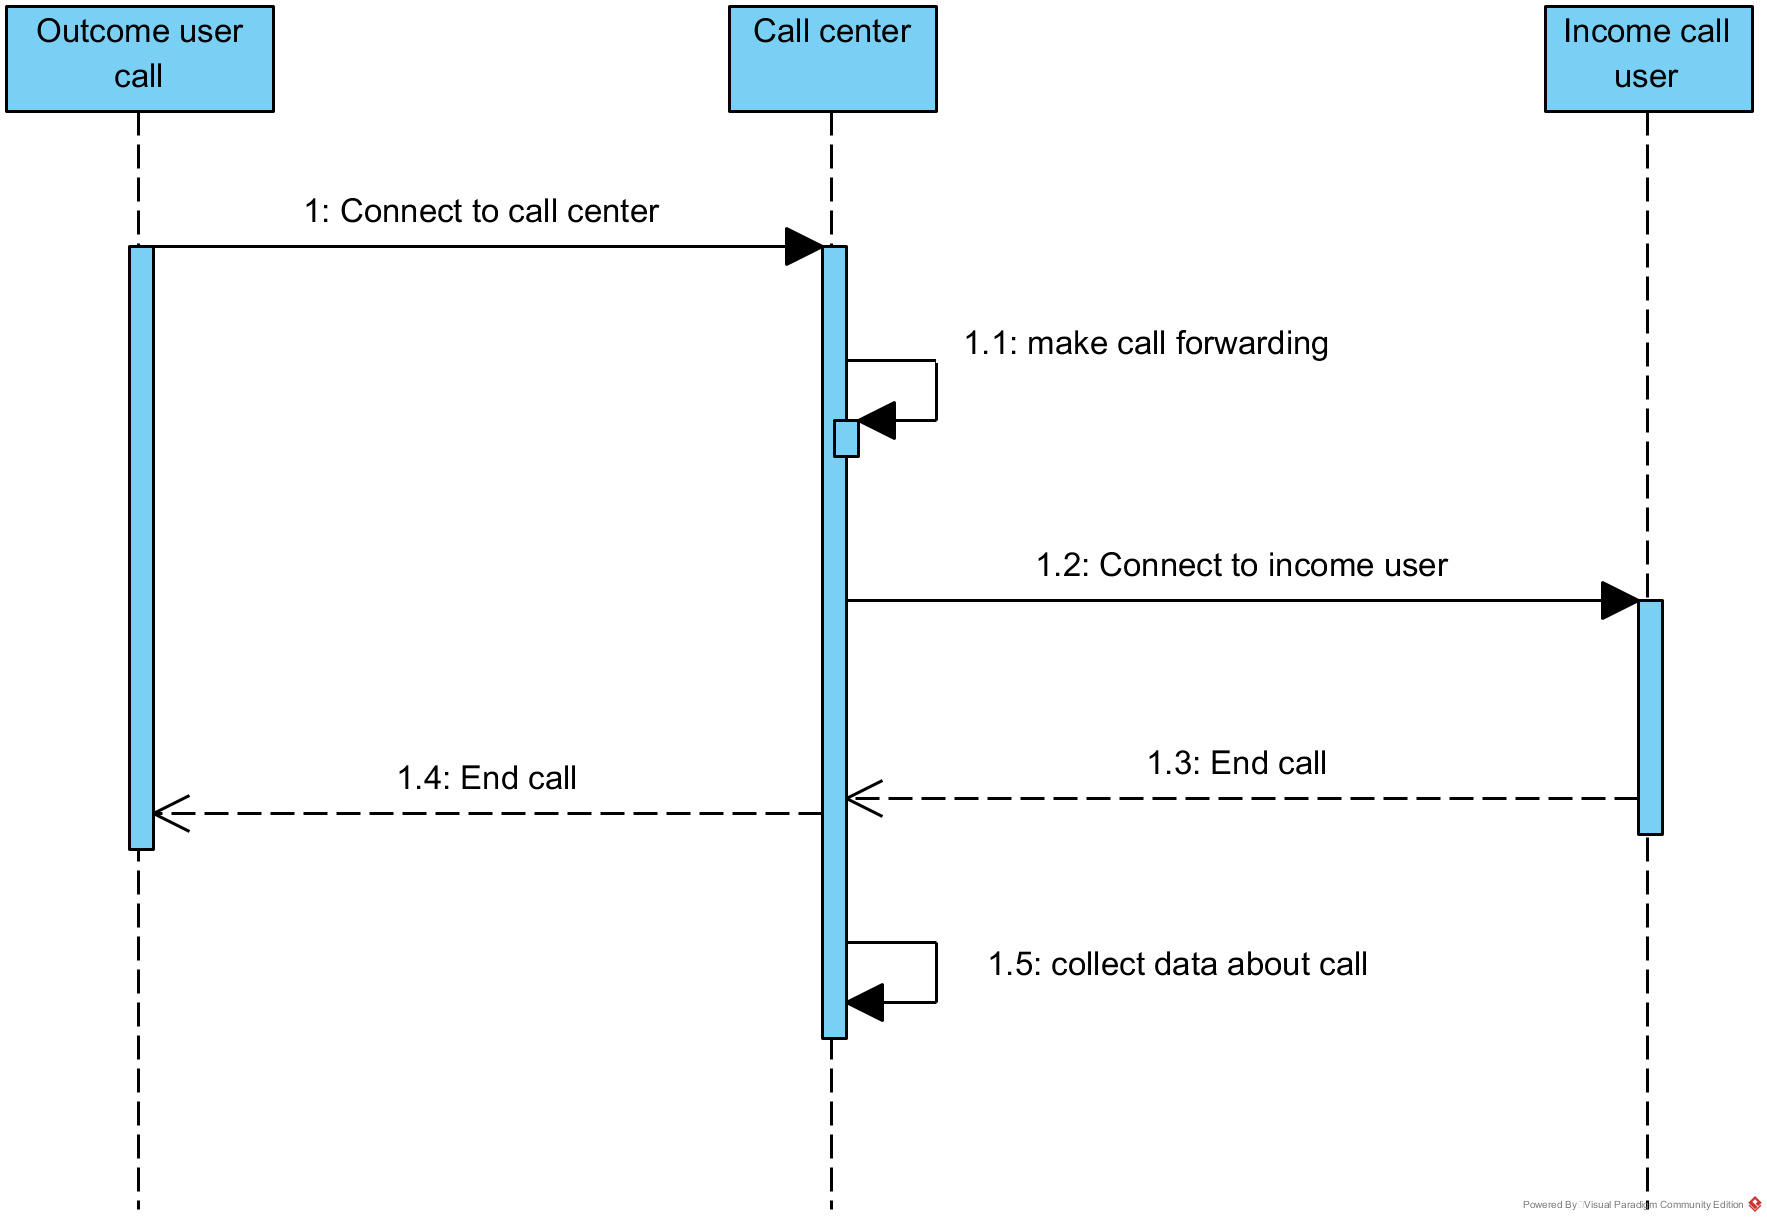 Outcome user
call
Call center
Income call
user
1: Connect to call center
1.1: make call forwarding
1.2: Connect to income user
1.3: End call
1.4: End call
1.5: collect data about call
Powered By Visual Paradigm Community Edition